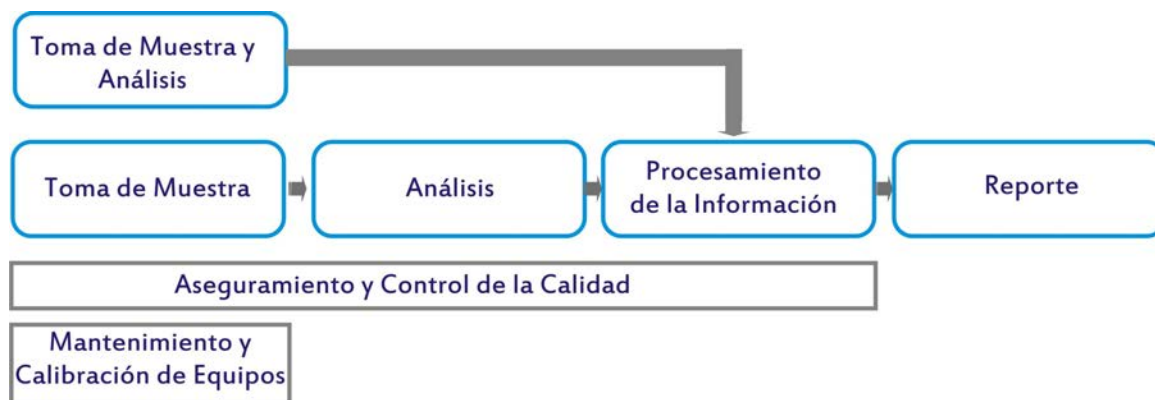 Toma de Muestra y
Análisis
Toma de Muestra
Análisis
Procesamiento
de la Información
Reporte
Aseguramiento y Control de la Calidad
Mantenimiento y
Calibración de Equipos